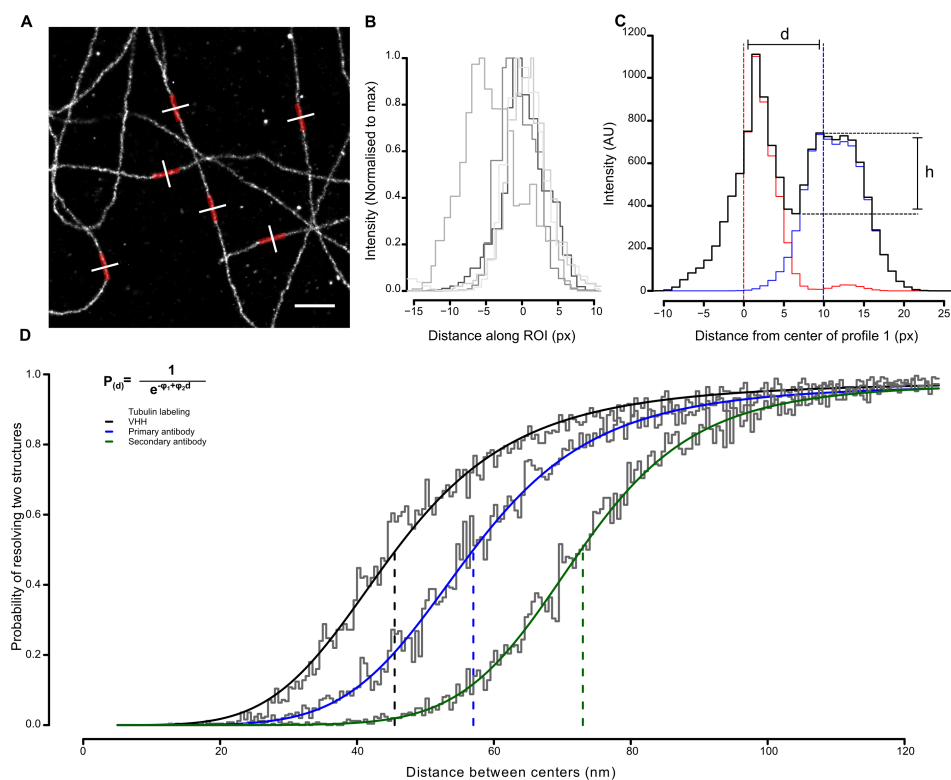 A
B
C
Intensity (Normalised to max)
1.0
0.8
0.6
0.4
0.2
0.0
−15 −10 −5 0 5 10
Distance along ROI (px)
Intensity (AU)
1200
1000
800
600
400
200
0
d
h
−10 −5 0 5 10 15 20 25
Distance from center of profile 1 (px)
D
P(d)= 1
e-φ1+φ2d
Tubulin labeling
VHH
Primary antibody
Secondary antibody
Probability of resolving two structures
1.0
0.8
0.6
0.4
0.2
0.0
0 20 40 60 80 100 120
Distance between centers (nm)